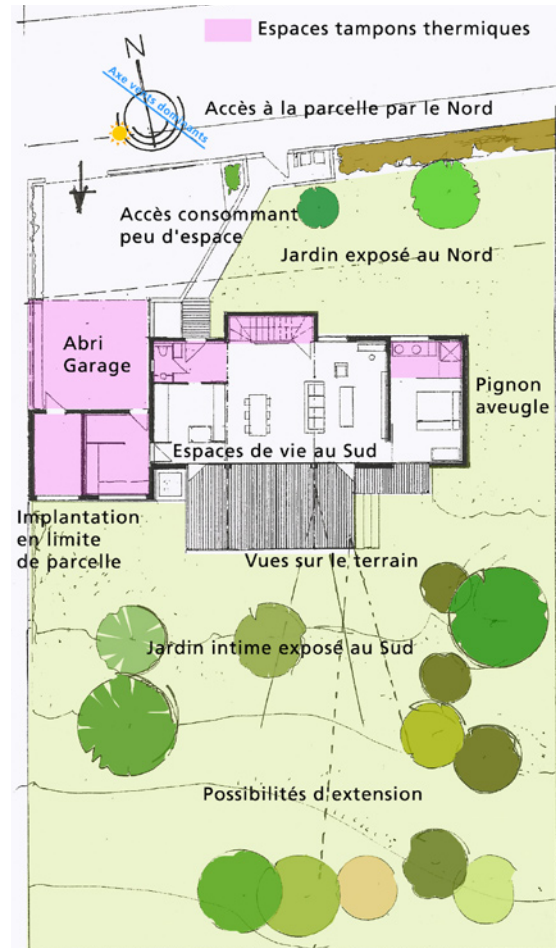 N
Espaces tampons thermiques
Axe vents dominants
Accès à la parcelle par le Nord
Accès consommant
peu d'espace
Jardin exposé au Nord
Abri
Garage
Pignon
aveugle
Espaces de vie au Sud
Implantation
en limite
de parcelle
Vues sur le terrain
Jardin intime exposé au Sud
Possibilités d'extension